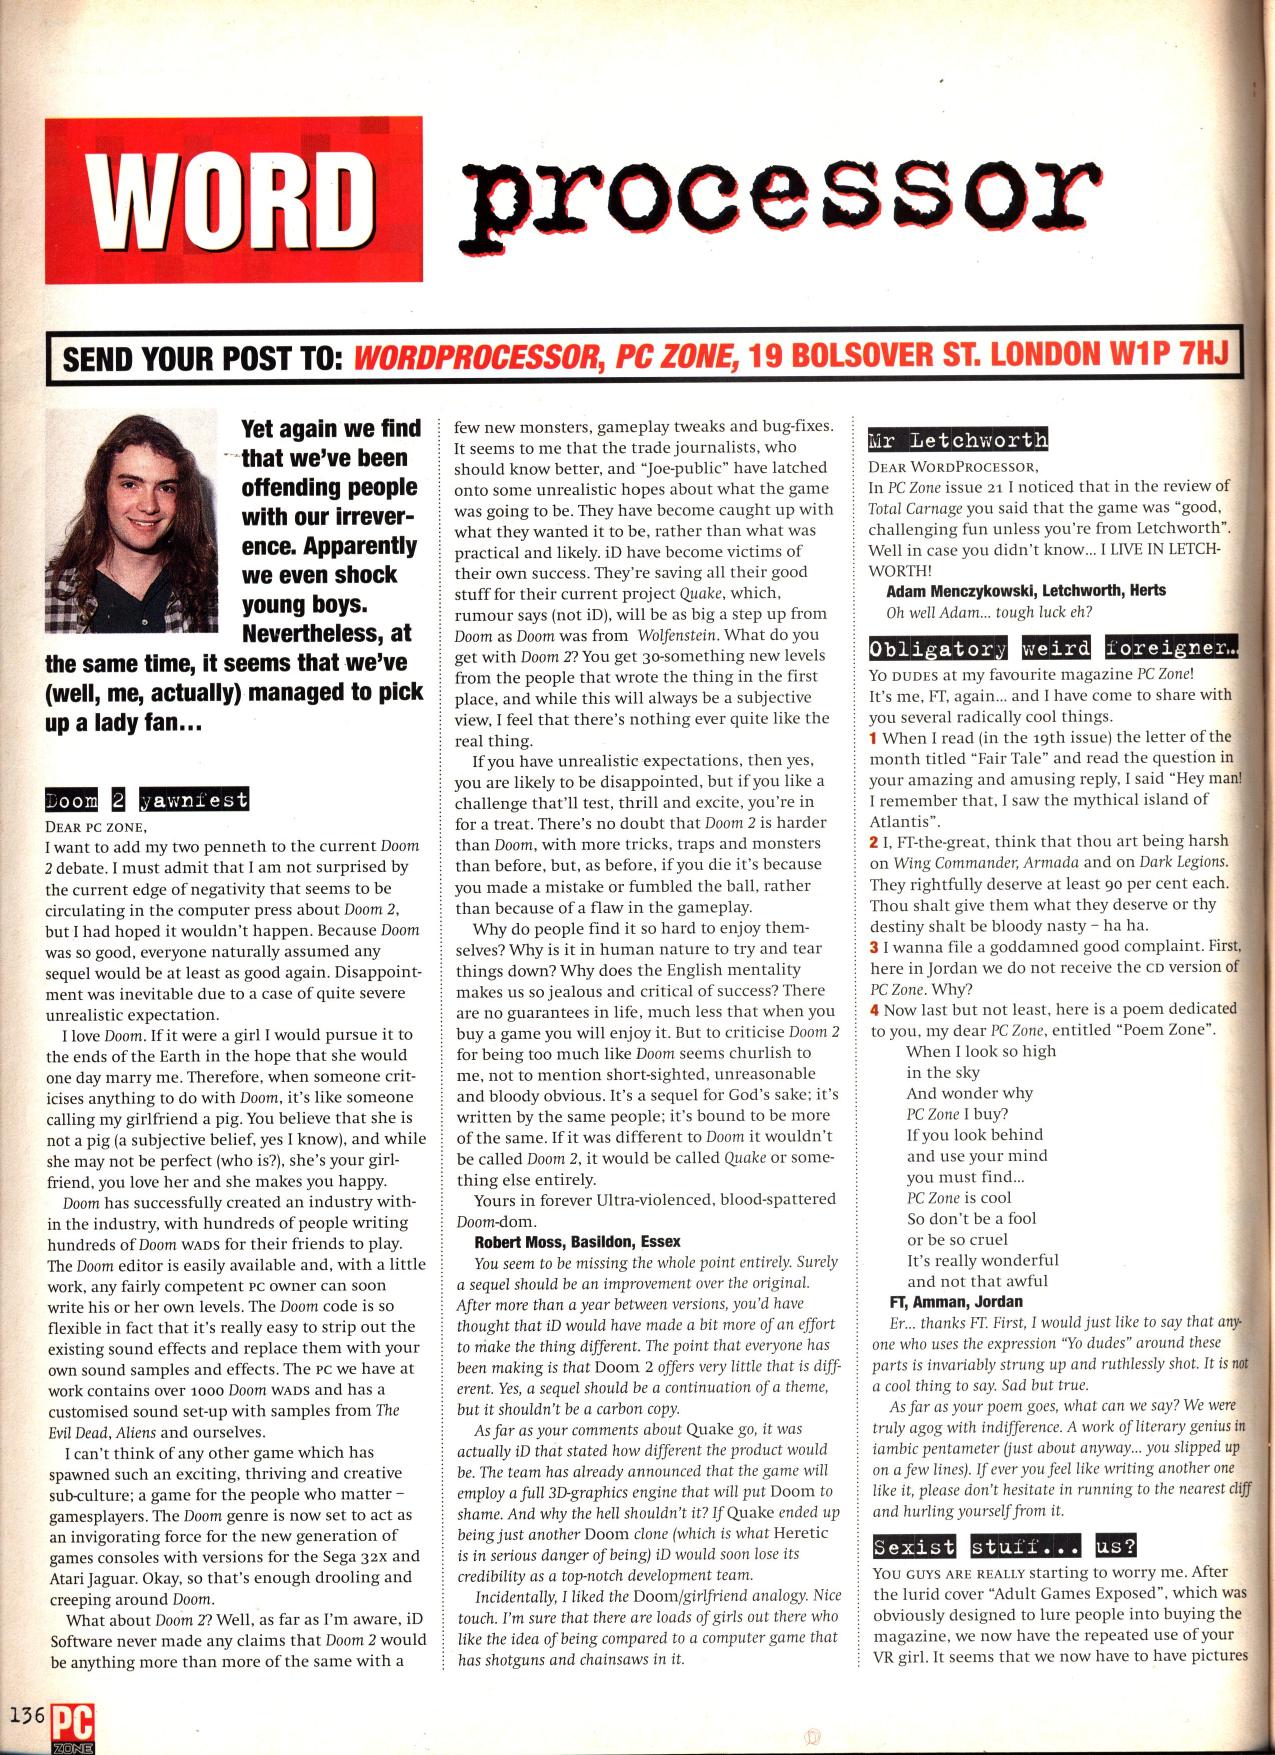 WORD processor
SEND YOUR POST TO: WORDPROCESSOR, PC ZONE, 19 BOLSOVER ST. LONDON W1P 7HJ
Yet again we find
that we've been
offending people
with our irrever-
ence. Apparently
we even shock
young boys.
Nevertheless, at
the same time, it seems that we've
(well, me, actually) managed to pick
up a lady fan...
Doom 2 yawnfest
DEAR PC ZONE,
I want to add my two penneth to the current Doom
2 debate. I must admit that I am not surprised by
the current edge of negativity that seems to be
circulating in the computer press about Doom 2,
but I had hoped it wouldn't happen. Because Doom
was so good, everyone naturally assumed any
sequel would be at least as good again. Disappoint-
ment was inevitable due to a case of quite severe
unrealistic expectation.
I love Doom. If it were a girl I would pursue it to
the ends of the Earth in the hope that she would
one day marry me. Therefore, when someone crit-
icises anything to do with Doom, it's like someone
calling my girlfriend a pig. You believe that she is
not a pig (a subjective belief, yes I know), and while
she may not be perfect (who is?), she's your girl-
friend, you love her and she makes you happy.
Doom has successfully created an industry with-
in the industry, with hundreds of people writing
hundreds of Doom WADS for their friends to play.
The Doom editor is easily available and, with a little
work, any fairly competent PC owner can soon
write his or her own levels. The Doom code is so
flexible in fact that it's really easy to strip out the
existing sound effects and replace them with your
own sound samples and effects. The PC we have at
work contains over 1000 Doom WADS and has a
customised sound set-up with samples from The
Evil Dead, Aliens and ourselves.
I can't think of any other game which has
spawned such an exciting, thriving and creative
sub-culture; a game for the people who matter –
gamesplayers. The Doom genre is now set to act as
an invigorating force for the new generation of
games consoles with versions for the Sega 32X and
Atari Jaguar. Okay, so that's enough drooling and
creeping around Doom.
What about Doom 2? Well, as far as I'm aware, iD
Software never made any claims that Doom 2 would
be anything more than more of the same with a
few new monsters, gameplay tweaks and bug-fixes.
It seems to me that the trade journalists, who
should know better, and "Joe-public" have latched
onto some unrealistic hopes about what the game
was going to be. They have become caught up with
what they wanted it to be, rather than what was
practical and likely. iD have become victims of
their own success. They're saving all their good
stuff for their current project Quake, which,
rumour says (not iD), will be as big a step up from
Doom as Doom was from Wolfenstein. What do you
get with Doom 2? You get 30-something new levels
from the people that wrote the thing in the first
place, and while this will always be a subjective
view, I feel that there's nothing ever quite like the
real thing.
If you have unrealistic expectations, then yes,
you are likely to be disappointed, but if you like a
challenge that'll test, thrill and excite, you're in
for a treat. There's no doubt that Doom 2 is harder
than Doom, with more tricks, traps and monsters
than before, but, as before, if you die it's because
you made a mistake or fumbled the ball, rather
than because of a flaw in the gameplay.
Why do people find it so hard to enjoy them-
selves? Why is it in human nature to try and tear
things down? Why does the English mentality
makes us so jealous and critical of success? There
are no guarantees in life, much less that when you
buy a game you will enjoy it. But to criticise Doom 2
for being too much like Doom seems churlish to
me, not to mention short-sighted, unreasonable
and bloody obvious. It's a sequel for God's sake; it's
written by the same people; it's bound to be more
of the same. If it was different to Doom it wouldn't
be called Doom 2, it would be called Quake or some-
thing else entirely.
Yours in forever Ultra-violenced, blood-spattered
Doom-dom.
Robert Moss, Basildon, Essex
You seem to be missing the whole point entirely. Surely
a sequel should be an improvement over the original.
After more than a year between versions, you'd have
thought that iD would have made a bit more of an effort
to make the thing different. The point that everyone has
been making is that Doom 2 offers very little that is diff-
erent. Yes, a sequel should be a continuation of a theme,
but it shouldn't be a carbon copy.
As far as your comments about Quake go, it was
actually iD that stated how different the product would
be. The team has already announced that the game will
employ a full 3D-graphics engine that will put Doom to
shame. And why the hell shouldn't it? If Quake ended up
being just another Doom clone (which is what Heretic
is in serious danger of being) iD would soon lose its
credibility as a top-notch development team.
Incidentally, I liked the Doom/girlfriend analogy. Nice
touch. I'm sure that there are loads of girls out there who
like the idea of being compared to a computer game that
has shotguns and chainsaws in it.
Mr Letchworth
DEAR WORDPROCESSOR,
In PC Zone issue 21 I noticed that in the review of
Total Carnage you said that the game was "good,
challenging fun unless you're from Letchworth".
Well in case you didn't know... I LIVE IN LETCH-
WORTH!
Adam Menczykowski, Letchworth, Herts
Oh well Adam... tough luck eh?
Obligatory weird foreigner...
YO DUDES at my favourite magazine PC Zone!
It's me, FT, again... and I have come to share with
you several radically cool things.
1 When I read (in the 19th issue) the letter of the
month titled "Fair Tale" and read the question in
your amazing and amusing reply, I said "Hey man!
I remember that, I saw the mythical island of
Atlantis".
2 I, FT-the-great, think that thou art being harsh
on Wing Commander, Armada and on Dark Legions.
They rightfully deserve at least 90 per cent each.
Thou shalt give them what they deserve or thy
destiny shalt be bloody nasty – ha ha.
3 I wanna file a goddamned good complaint. First,
here in Jordan we do not receive the CD version of
PC Zone. Why?
4 Now last but not least, here is a poem dedicated
to you, my dear PC Zone, entitled "Poem Zone".
When I look so high
in the sky
And wonder why
PC Zone I buy?
If you look behind
and use your mind
you must find...
PC Zone is cool
So don't be a fool
or be so cruel
It's really wonderful
and not that awful
FT, Amman, Jordan
Er... thanks FT. First, I would just like to say that any-
one who uses the expression "Yo dudes" around these
parts is invariably strung up and ruthlessly shot. It is not
a cool thing to say. Sad but true.
As far as your poem goes, what can we say? We were
truly agog with indifference. A work of literary genius in
iambic pentameter (just about anyway... you slipped up
on a few lines). If ever you feel like writing another one
like it, please don't hesitate in running to the nearest cliff
and hurling yourself from it.
Sexist stuff... us?
YOU GUYS ARE REALLY starting to worry me. After
the lurid cover "Adult Games Exposed", which was
obviously designed to lure people into buying the
magazine, we now have the repeated use of your
VR girl. It seems that we now have to have pictures
136 PC
ZONE